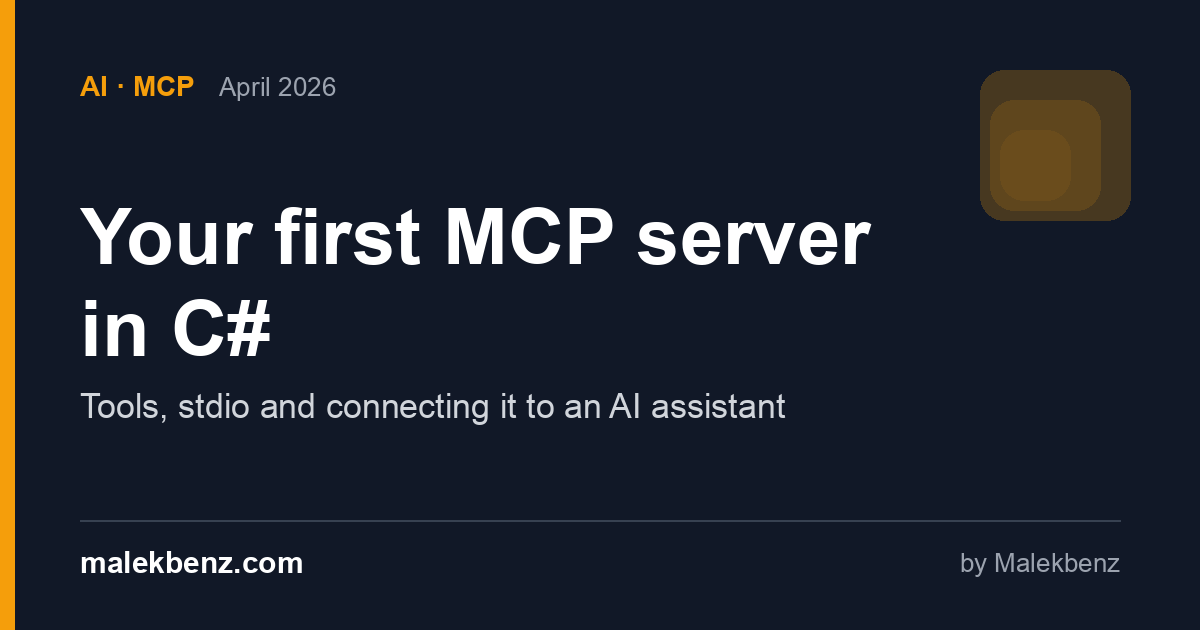 AI · MCP April 2026
Your first MCP server
in C#
Tools, stdio and connecting it to an AI assistant
malekbenz.com
by Malekbenz